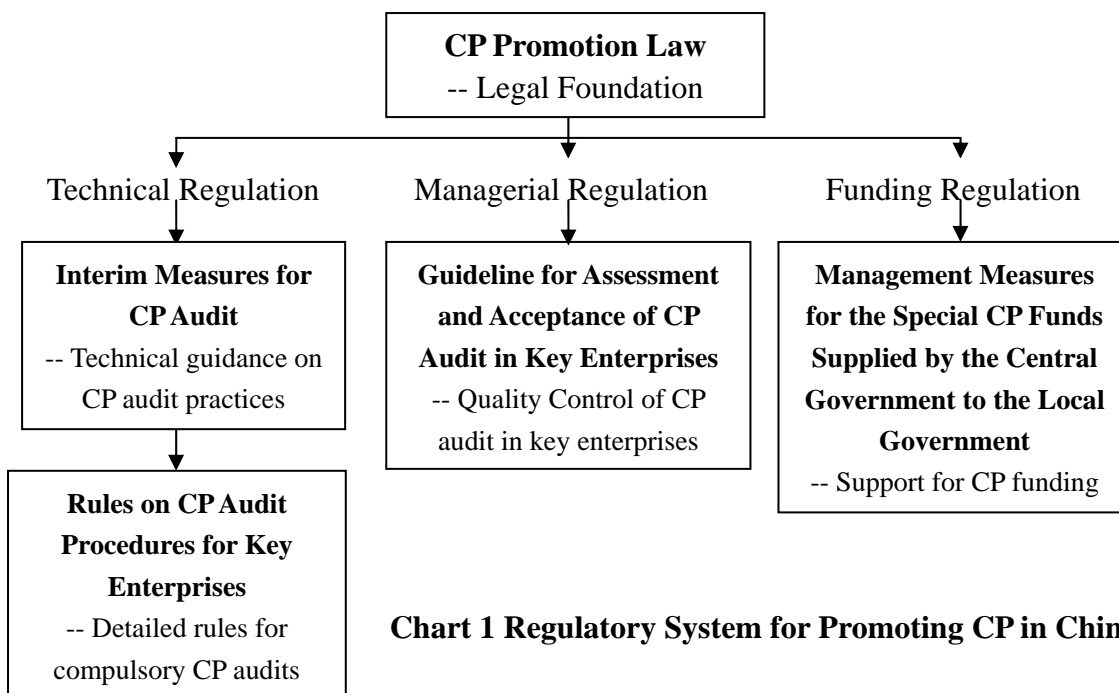 CP Promotion Law
-- Legal Foundation
Technical Regulation
Managerial Regulation
Funding Regulation
Interim Measures for
CP Audit
-- Technical guidance on
CP audit practices
Guideline for Assessment
and Acceptance of CP
Audit in Key Enterprises
-- Quality Control of CP
audit in key enterprises
Management Measures
for the Special CP Funds
Supplied by the Central
Government to the Local
Government
-- Support for CP funding
Rules on CP Audit
Procedures for Key
Enterprises
-- Detailed rules for
compulsory CP audits
Chart 1 Regulatory System for Promoting CP in Chin